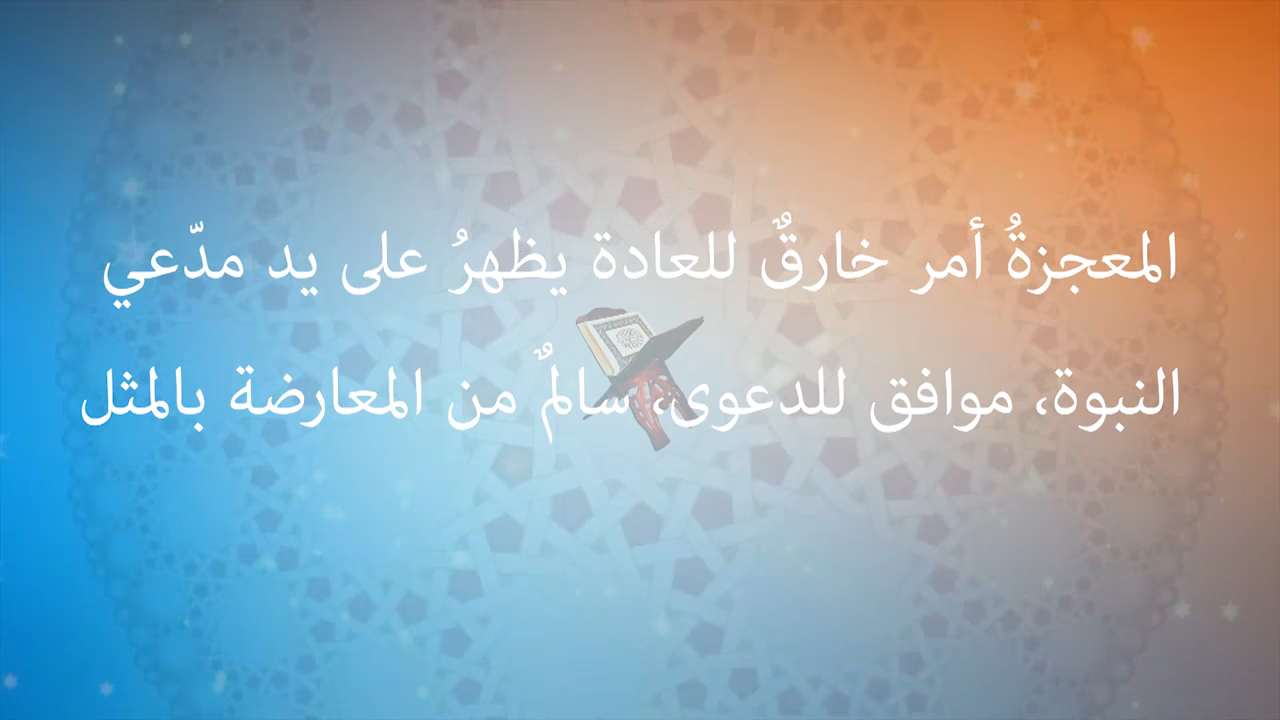 المعجزةُ أمر خارقٌ للعادة يظهرُ على يد مدّعي
النبوة، موافق للدعوى، سالمٌ من المعارضة بالمثل